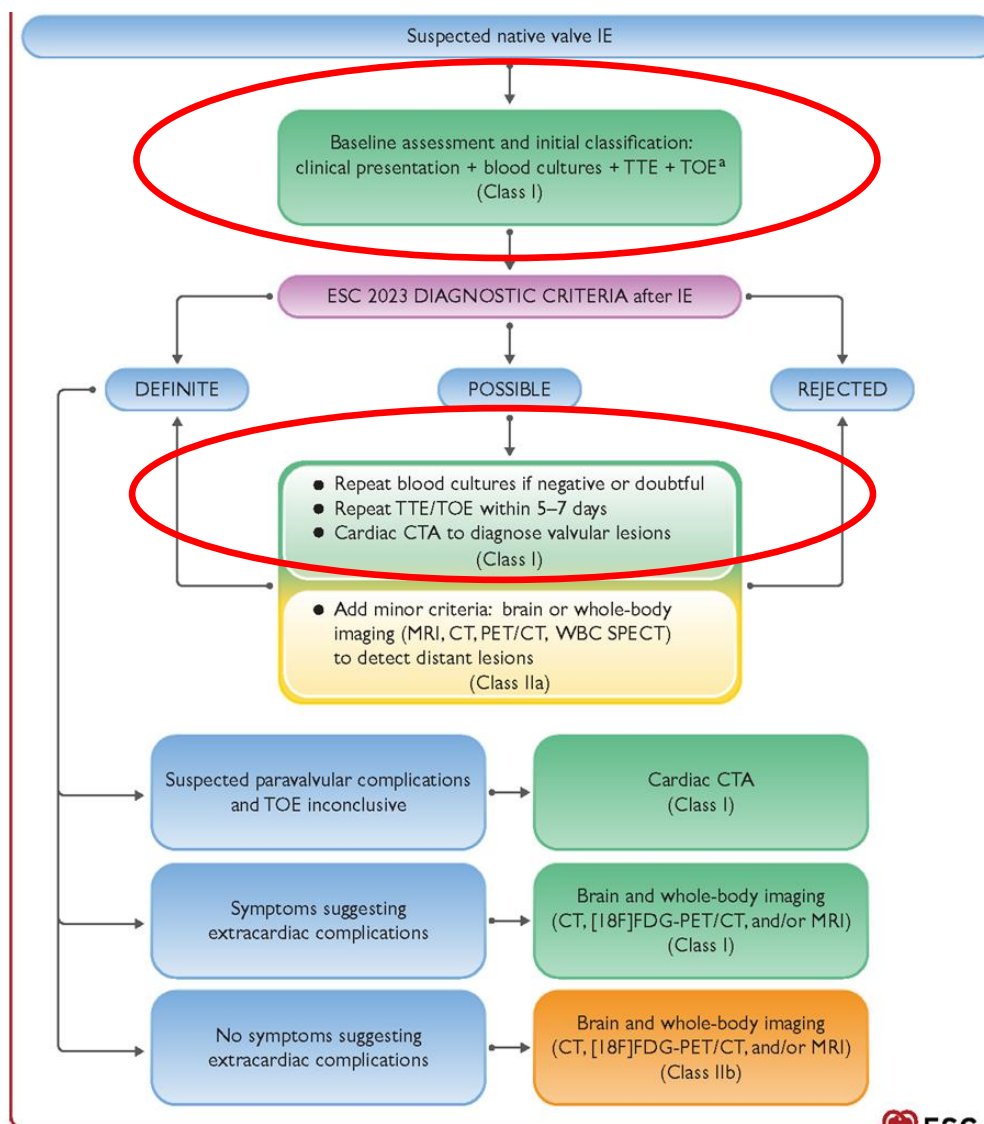 Suspected native valve IE
Baseline assessment and initial classification:
clinical presentation + blood cultures + TTE + TOEª
(Class I)
ESC 2023 DIAGNOSTIC CRITERIA after IE
DEFINITE
POSSIBLE
REJECTED
● Repeat blood cultures if negative or doubtful
● Repeat TTE/TOE within 5–7 days
● Cardiac CTA to diagnose valvular lesions
(Class I)
● Add minor criteria: brain or whole-body
imaging (MRI, CT, PET/CT, WBC SPECT)
to detect distant lesions
(Class IIa)
Suspected paravalvular complications
and TOE inconclusive
Cardiac CTA
(Class I)
Symptoms suggesting
extracardiac complications
Brain and whole-body imaging
(CT, [18F]FDG-PET/CT, and/or MRI)
(Class I)
No symptoms suggesting
extracardiac complications
Brain and whole-body imaging
(CT, [18F]FDG-PET/CT, and/or MRI)
(Class IIb)
ESC